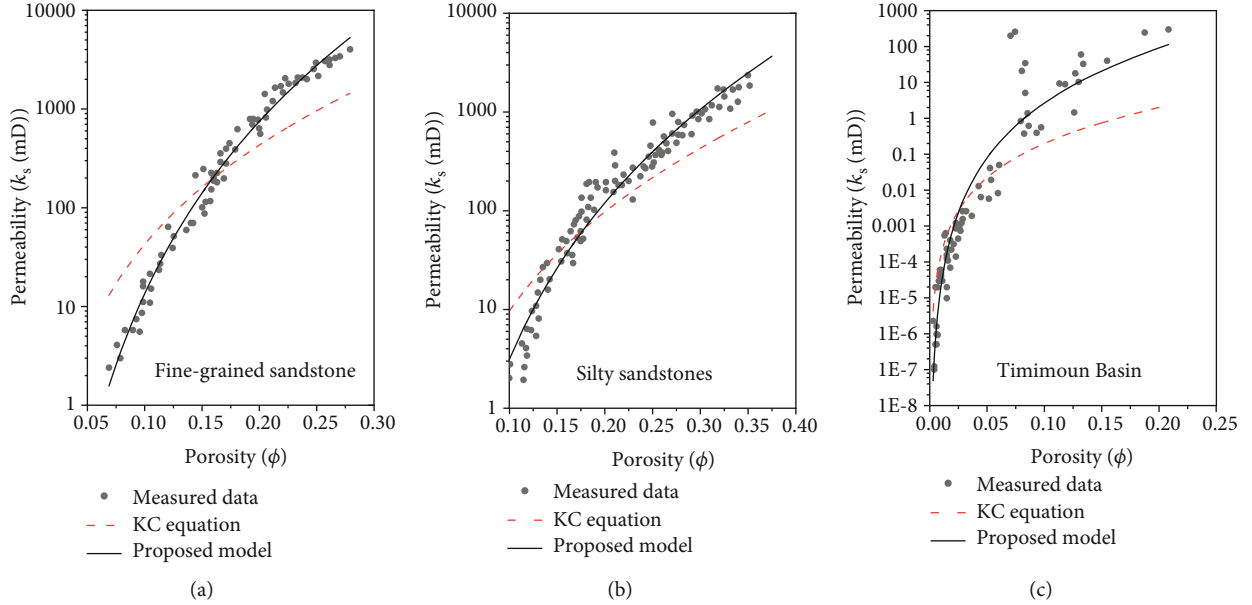 10000
1000
100
10
1
Permeability (ks (mD))
Fine-grained sandstone
0.05 0.10 0.15 0.20 0.25 0.30
Porosity (ϕ)
Measured data
KC equation
Proposed model
(a)
10000
1000
100
10
1
Permeability (ks (mD))
Silty sandstones
0.10 0.15 0.20 0.25 0.30 0.35 0.40
Porosity (ϕ)
Measured data
KC equation
Proposed model
(b)
1000
100
10
1
0.1
0.01
0.001
1E-4
1E-5
1E-6
1E-7
1E-8
Permeability (ks (mD))
Timimoun Basin
0.00 0.05 0.10 0.15 0.20 0.25
Porosity (ϕ)
Measured data
KC equation
Proposed model
(c)